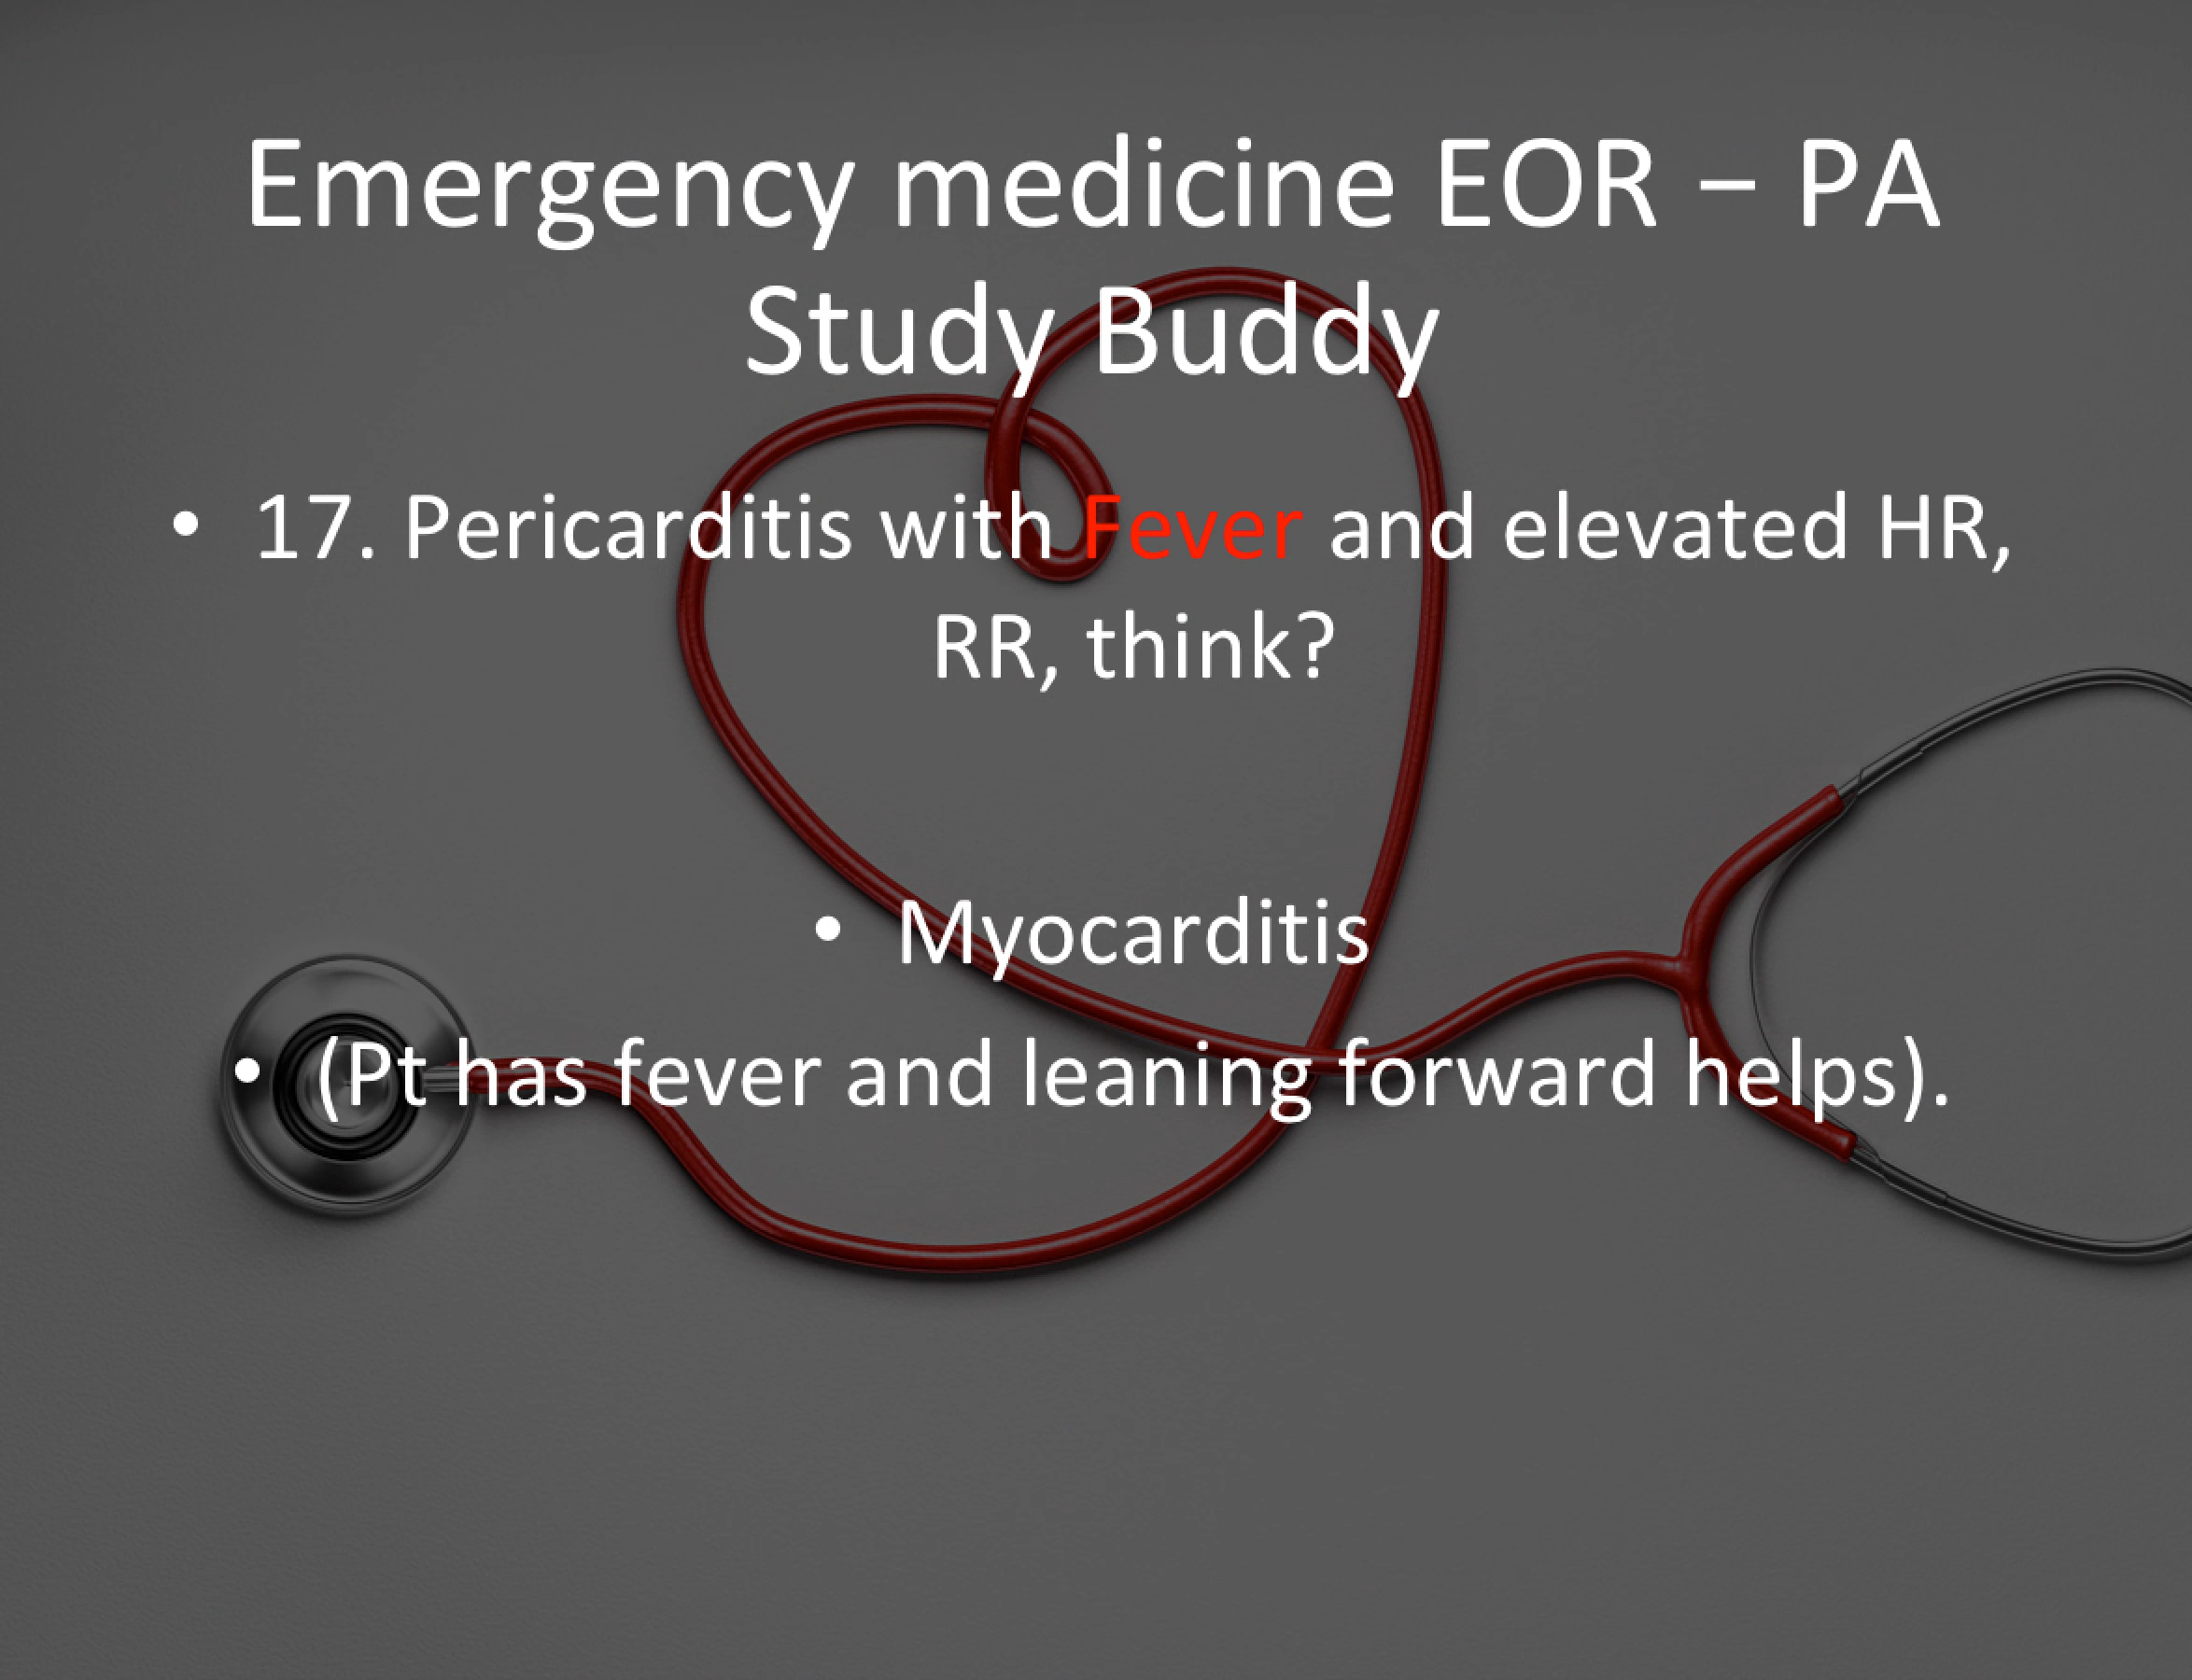 Emergency medicine EOR – PA
Study Buddy
• 17. Pericarditis with Fever and elevated HR,
RR, think?
• Myocarditis
• (Pt has fever and leaning forward helps).